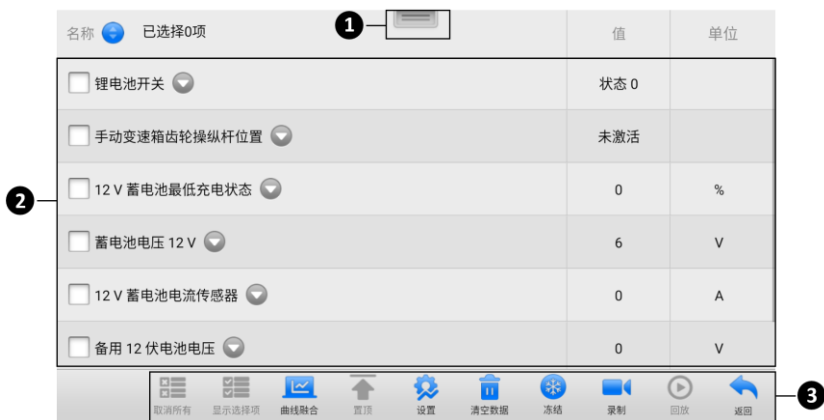 名称 已选择0项 ❶ 值 单位
锂电池开关 状态 0
手动变速箱齿轮操纵杆位置 未激活
❷ 12 V 蓄电池最低充电状态 0 %
蓄电池电压 12 V 6 V
12 V 蓄电池电流传感器 0 A
备用 12 伏电池电压 0 V
取消所有 显示选择项 曲线融合 置顶 设置 清空数据 冻结 录制 回放 返回 ❸